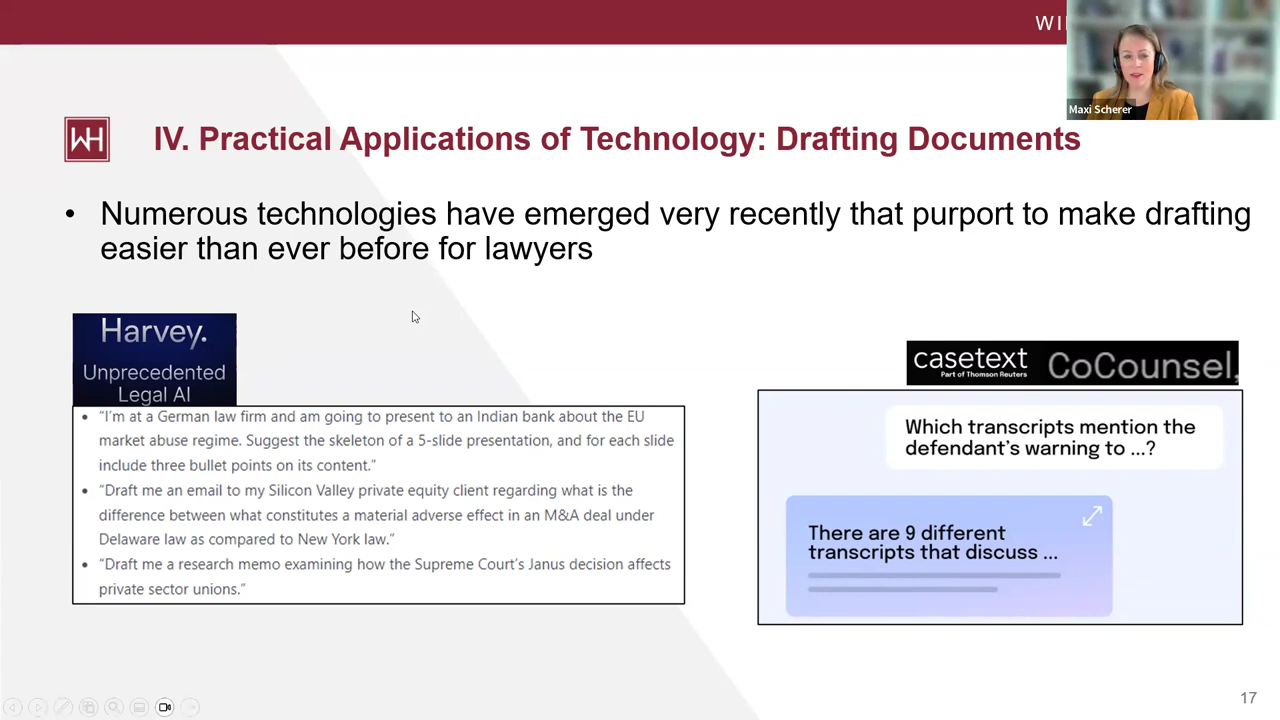 WI
Maxi Scherer
WH
IV. Practical Applications of Technology: Drafting Documents
• Numerous technologies have emerged very recently that purport to make drafting
easier than ever before for lawyers
Harvey.
Unprecedented
Legal AI
• “I’m at a German law firm and am going to present to an Indian bank about the EU
market abuse regime. Suggest the skeleton of a 5-slide presentation, and for each slide
include three bullet points on its content.”
• “Draft me an email to my Silicon Valley private equity client regarding what is the
difference between what constitutes a material adverse effect in an M&A deal under
Delaware law as compared to New York law.”
• “Draft me a research memo examining how the Supreme Court’s Janus decision affects
private sector unions.”
casetext CoCounsel
Part of Thomson Reuters
Which transcripts mention the
defendant’s warning to ...?
There are 9 different
transcripts that discuss ...
17